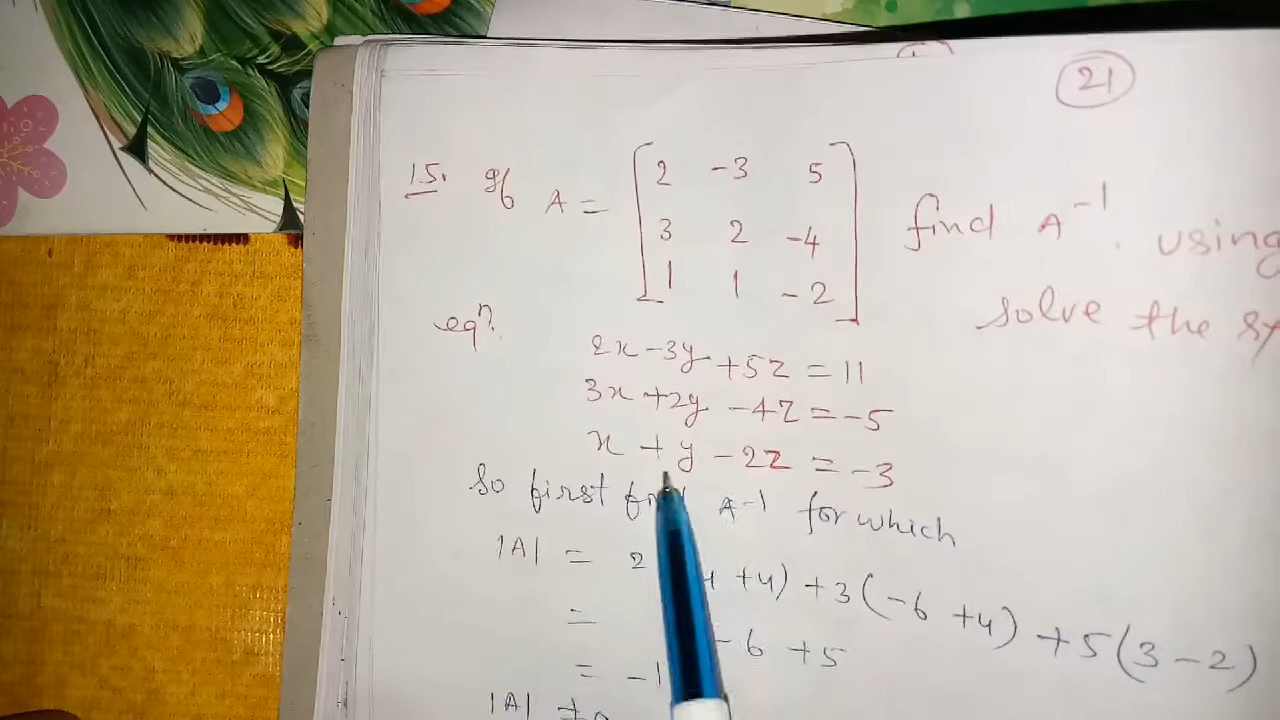 21
15. If A = [ 2 -3 5
3 2 -4
1 1 -2 ] find A⁻¹. using
solve the sy
eqⁿ.
2x - 3y + 5z = 11
3x + 2y - 4z = -5
x + y - 2z = -3
So first A⁻¹ for which
|A| = 2 +4) + 3(-6 +4) + 5(3-2)
= - 6 + 5
= -1
|A| ≠